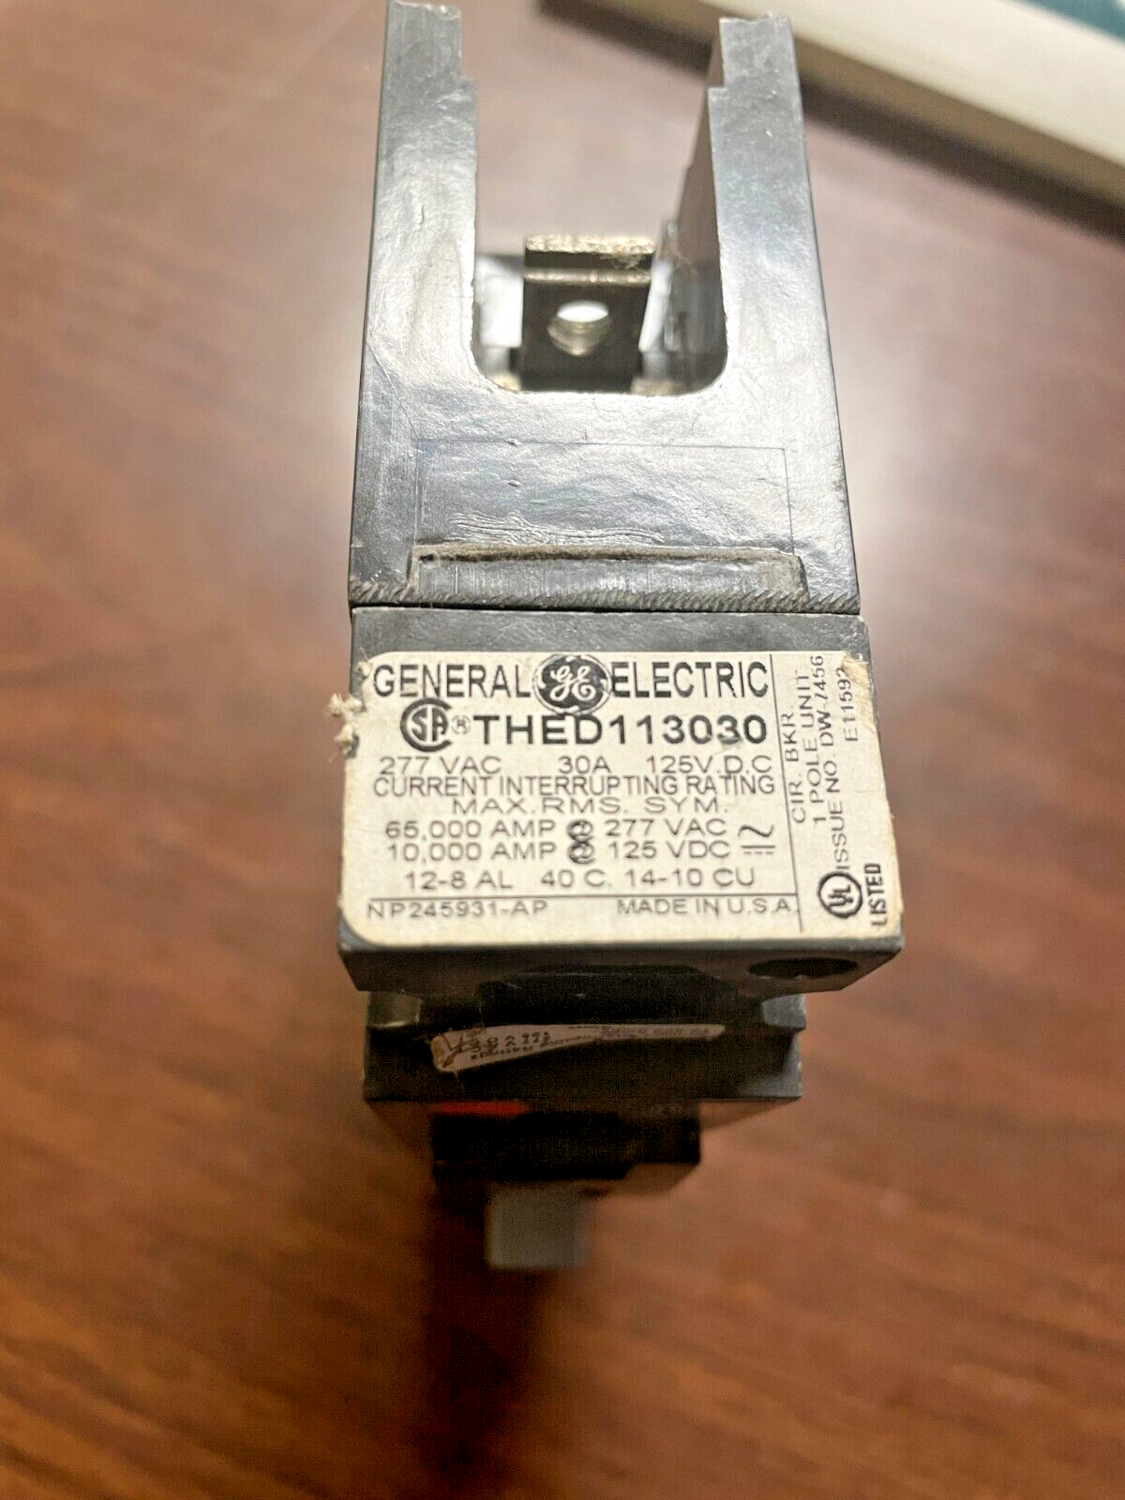 GENERAL GE ELECTRIC
SA ® THED113030
277 VAC 30A 125V.D.C
CURRENT INTERRUPTING RATING
MAX.RMS. SYM.
65,000 AMP @ 277 VAC
10,000 AMP @ 125 VDC
12-8 AL 40 C. 14-10 CU
NP245931-AP MADE IN U.S.A.
CIR. BKR.
1 POLE UNIT
ISSUE NO. DW-7456
E11592
UL LISTED